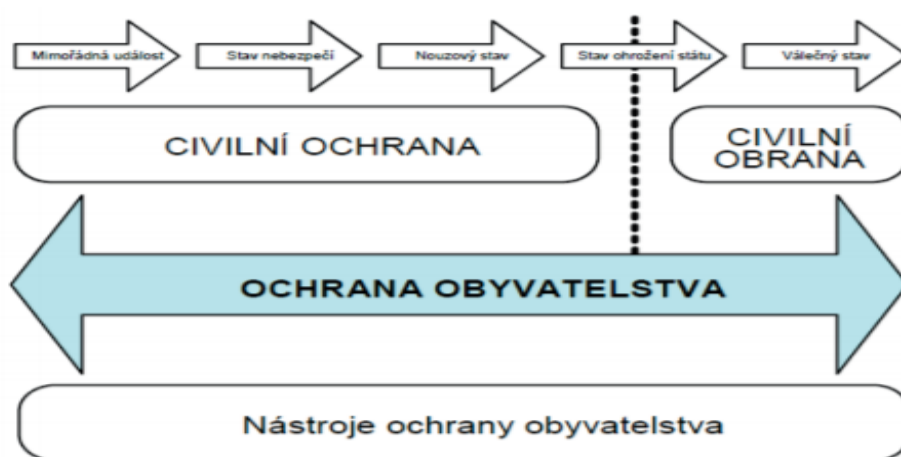 Mimořádná událost
Stav nebezpečí
Nouzový stav
Stav ohrožení státu
Válečný stav
CIVILNÍ OCHRANA
CIVILNÍ
OBRANA
OCHRANA OBYVATELSTVA
Nástroje ochrany obyvatelstva